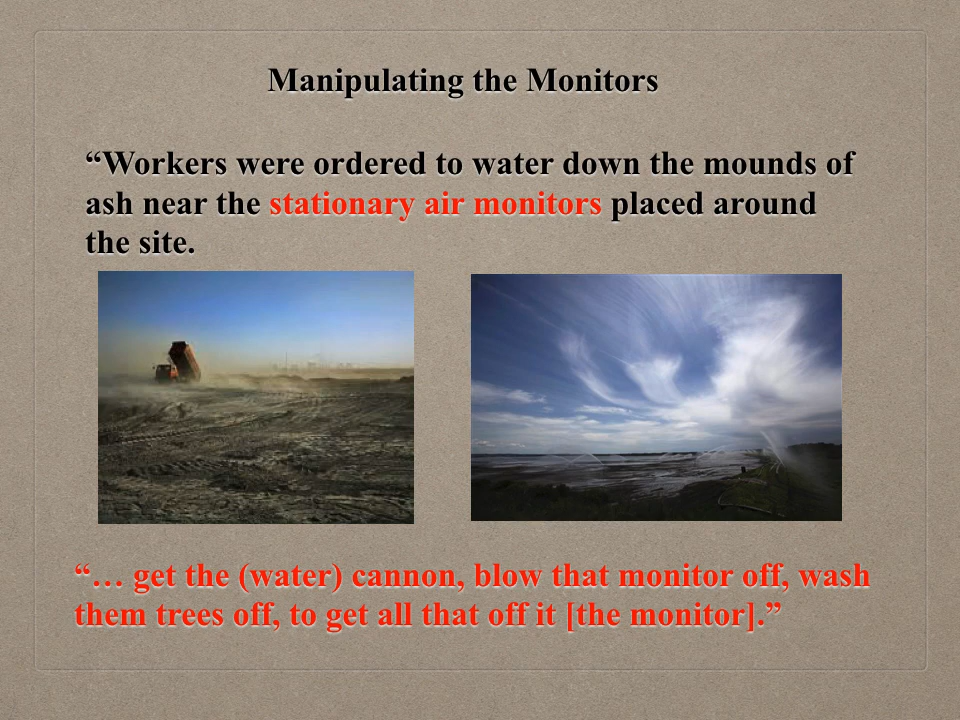 Manipulating the Monitors
“Workers were ordered to water down the mounds of
ash near the stationary air monitors placed around
the site.
“… get the (water) cannon, blow that monitor off, wash
them trees off, to get all that off it [the monitor].”